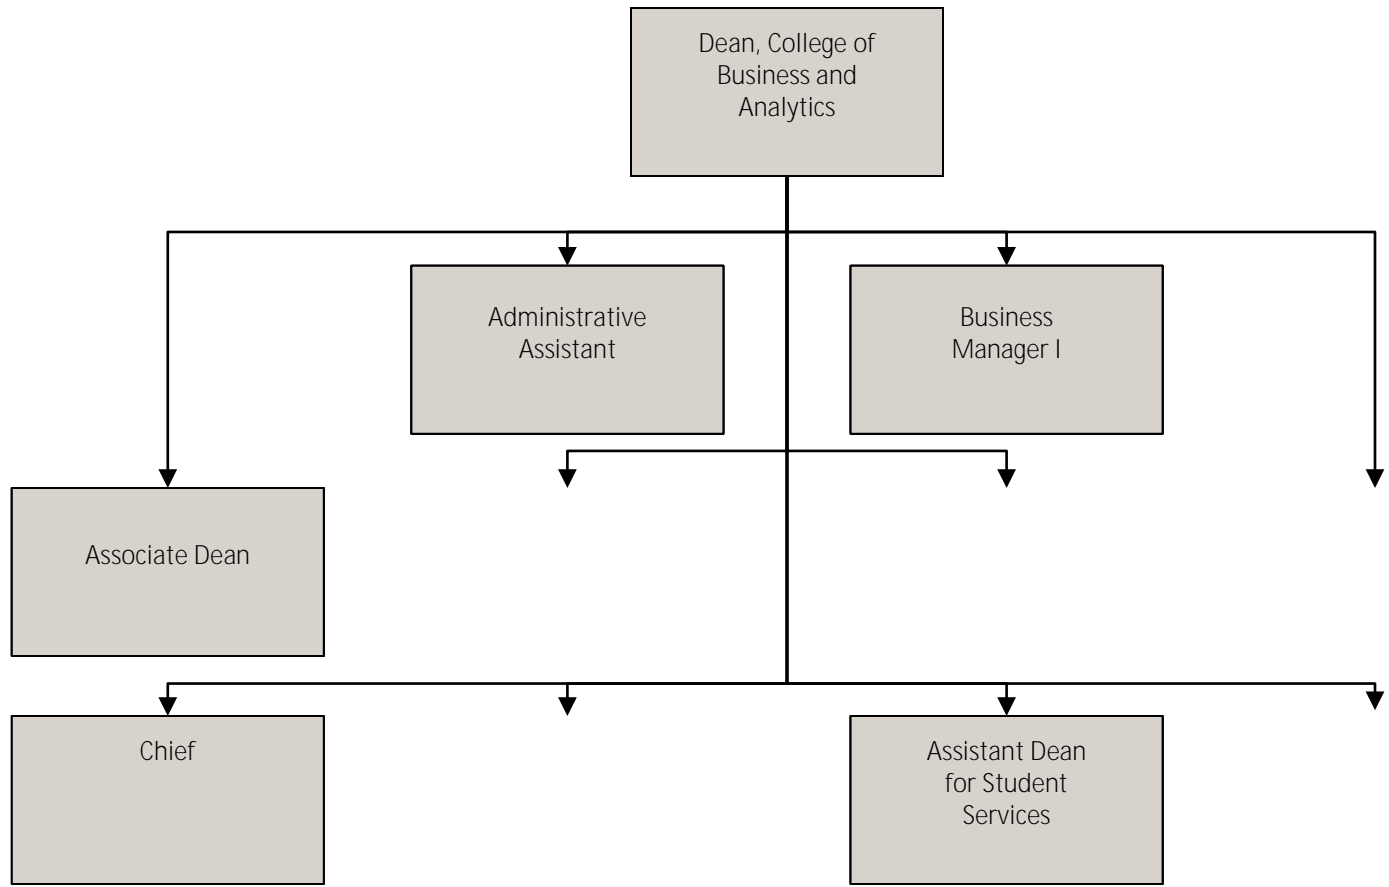 Dean, College of
Business and
Analytics
Administrative
Assistant
Business
Manager I
Associate Dean
Chief
Assistant Dean
for Student
Services